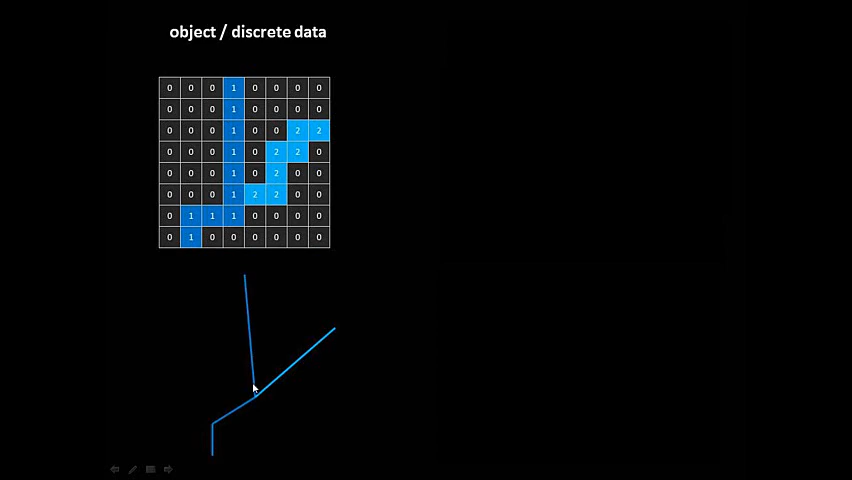 object / discrete data
0 0 0 1 0 0 0 0
0 0 0 1 0 0 0 0
0 0 0 1 0 0 2 2
0 0 0 1 0 2 2 0
0 0 0 1 0 2 0 0
0 0 0 1 2 2 0 0
0 1 1 1 0 0 0 0
0 1 0 0 0 0 0 0